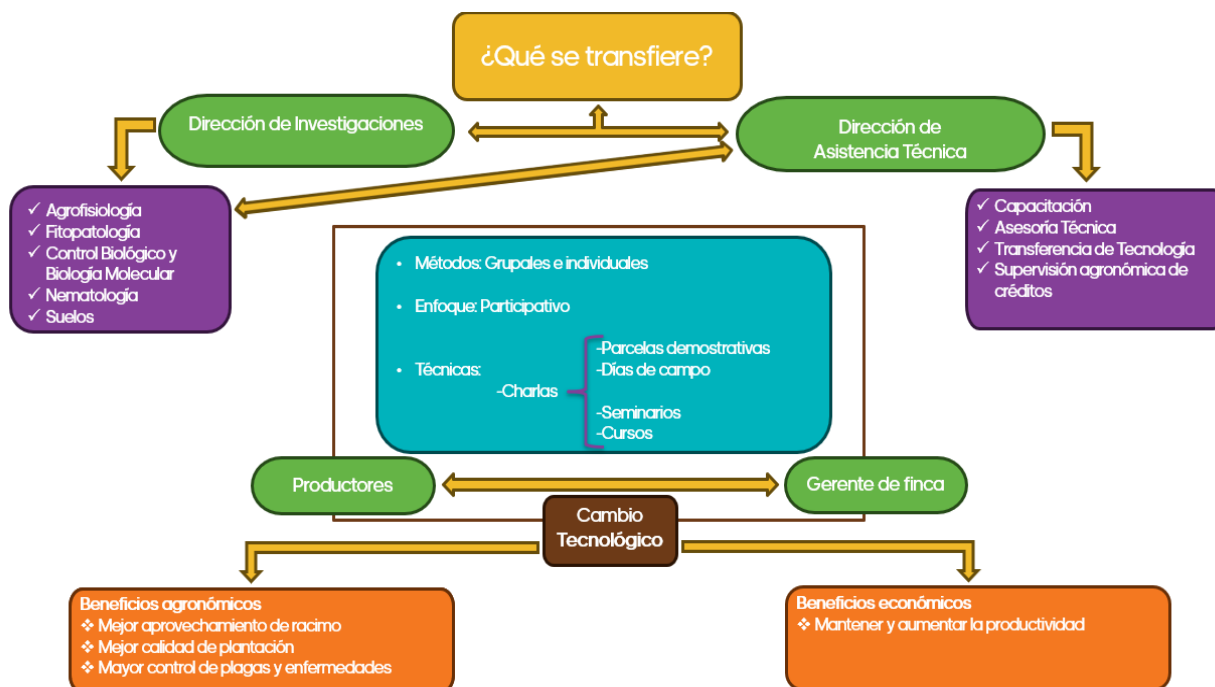 ¿Qué se transfiere?
Dirección de Investigaciones
Dirección de
Asistencia Técnica
✓ Agrofisiología
✓ Fitopatología
✓ Control Biológico y
Biología Molecular
✓ Nematología
✓ Suelos
✓ Capacitación
✓ Asesoría Técnica
✓ Transferencia de Tecnología
✓ Supervisión agronómica de
créditos
• Métodos: Grupales e individuales
• Enfoque: Participativo
• Técnicas:
-Charlas
-Parcelas demostrativas
-Días de campo
-Seminarios
-Cursos
Productores
Gerente de finca
Cambio
Tecnológico
Beneficios agronómicos
❖ Mejor aprovechamiento de racimo
❖ Mejor calidad de plantación
❖ Mayor control de plagas y enfermedades
Beneficios económicos
❖ Mantener y aumentar la productividad